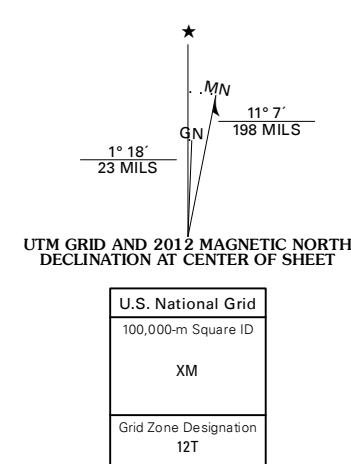 ★
MN
GN
11° 7´
198 MILS
1° 18´
23 MILS
UTM GRID AND 2012 MAGNETIC NORTH
DECLINATION AT CENTER OF SHEET
U.S. National Grid
100,000-m Square ID
XM
Grid Zone Designation
12T